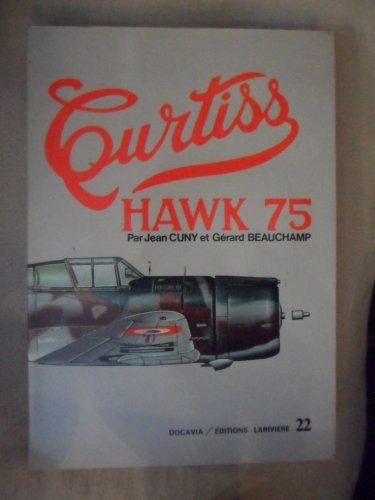 Curtiss
HAWK 75
Par Jean CUNY et Gérard BEAUCHAMP
DOCAVIA / EDITIONS LARIVIERE 22